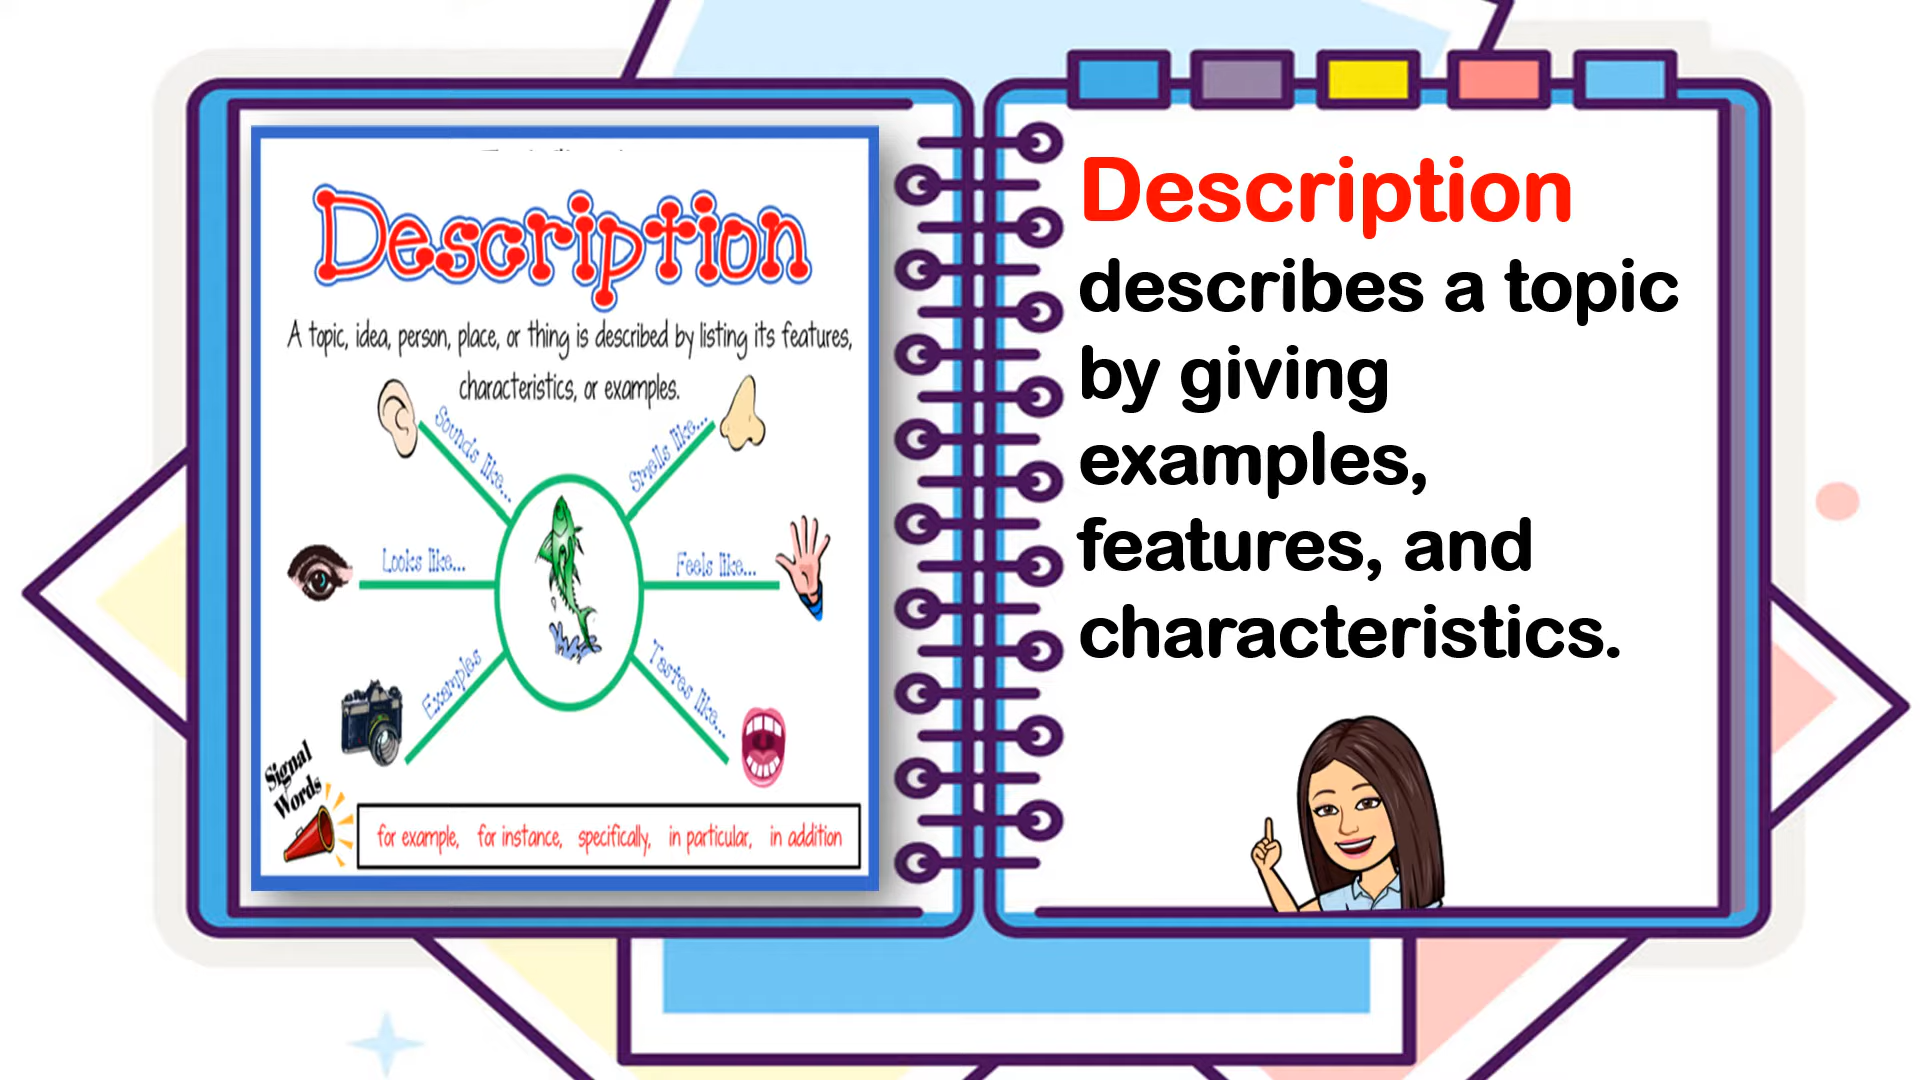 Description
A topic, idea, person, place, or thing is described by listing its features,
characteristics, or examples.
Sounds like...
Smells like...
Looks like...
Feels like...
Examples
Tastes like...
Signal
Words
for example, for instance, specifically, in particular, in addition
Description
describes a topic
by giving
examples,
features, and
characteristics.